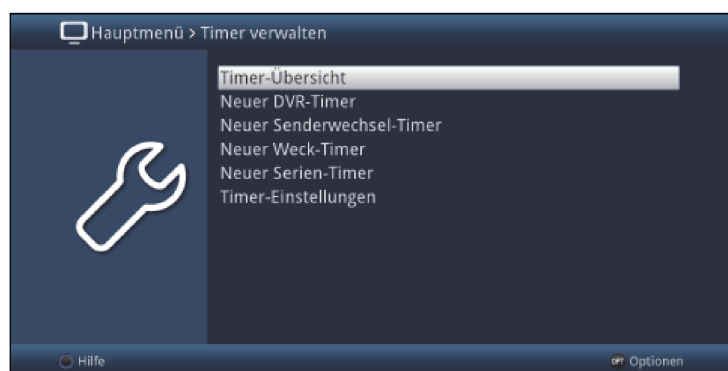 Hauptmenü > Timer verwalten
Timer-Übersicht
Neuer DVR-Timer
Neuer Senderwechsel-Timer
Neuer Weck-Timer
Neuer Serien-Timer
Timer-Einstellungen
Hilfe
OPT Optionen